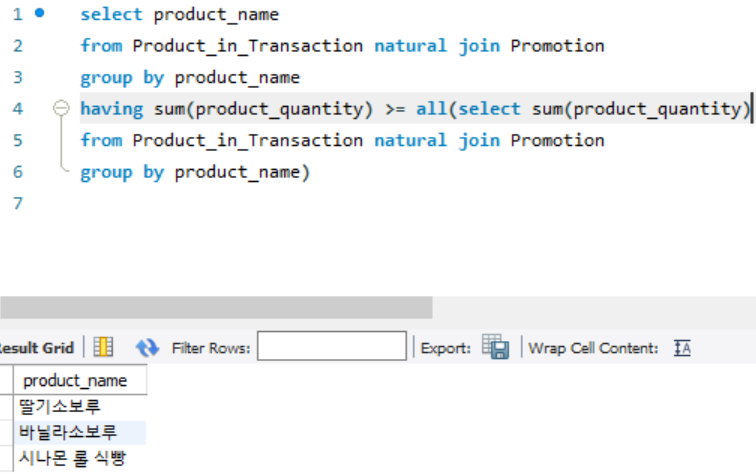 1 select product_name
2 from Product_in_Transaction natural join Promotion
3 group by product_name
4 having sum(product_quantity) >= all(select sum(product_quantity)
5 from Product_in_Transaction natural join Promotion
6 group by product_name)
7
Result Grid Filter Rows: Export: Wrap Cell Content: IA
product_name
딸기소보루
바닐라소보루
시나몬 롤 식빵